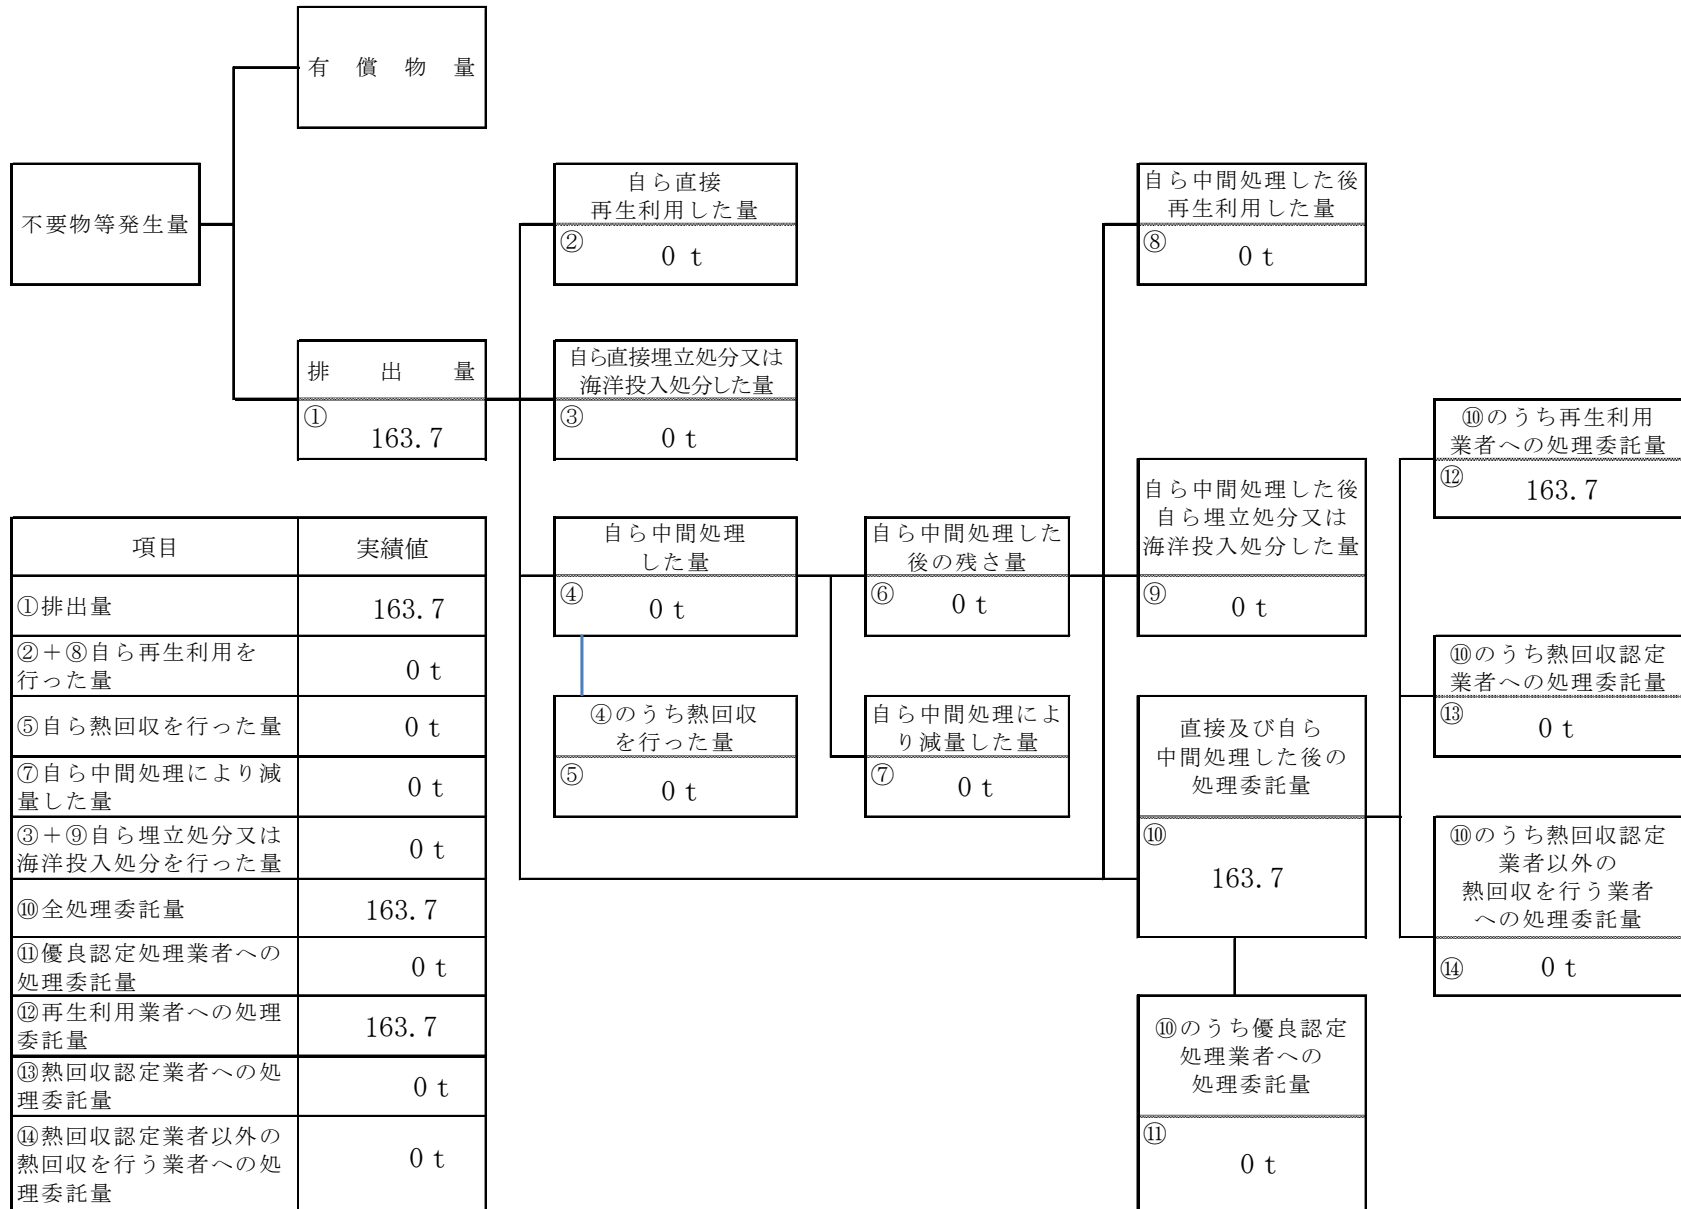 有償物量
不要物等発生量
自ら直接
再生利用した量
②
0 t
自ら中間処理した後
再生利用した量
⑧
0 t
排出量
①
163.7
自ら直接埋立処分又は
海洋投入処分した量
③
0 t
⑩のうち再生利用
業者への処理委託量
⑫
163.7
自ら中間処理した後
自ら埋立処分又は
海洋投入処分した量
⑨
0 t
自ら中間処理
した量
④
0 t
自ら中間処理した
後の残さ量
⑥
0 t
⑩のうち熱回収認定
業者への処理委託量
⑬
0 t
④のうち熱回収
を行った量
⑤
0 t
自ら中間処理によ
り減量した量
⑦
0 t
直接及び自ら
中間処理した後の
処理委託量
⑩
163.7
⑩のうち熱回収認定
業者以外の
熱回収を行う業者
への処理委託量
⑭
0 t
⑩のうち優良認定
処理業者への
処理委託量
⑪
0 t
項目 実績値
①排出量 163.7
②＋⑧自ら再生利用を
行った量 0 t
⑤自ら熱回収を行った量 0 t
⑦自ら中間処理により減
量した量 0 t
③＋⑨自ら埋立処分又は
海洋投入処分を行った量 0 t
⑩全処理委託量 163.7
⑪優良認定処理業者への
処理委託量 0 t
⑫再生利用業者への処理
委託量 163.7
⑬熱回収認定業者への処
理委託量 0 t
⑭熱回収認定業者以外の
熱回収を行う業者への処
理委託量 0 t